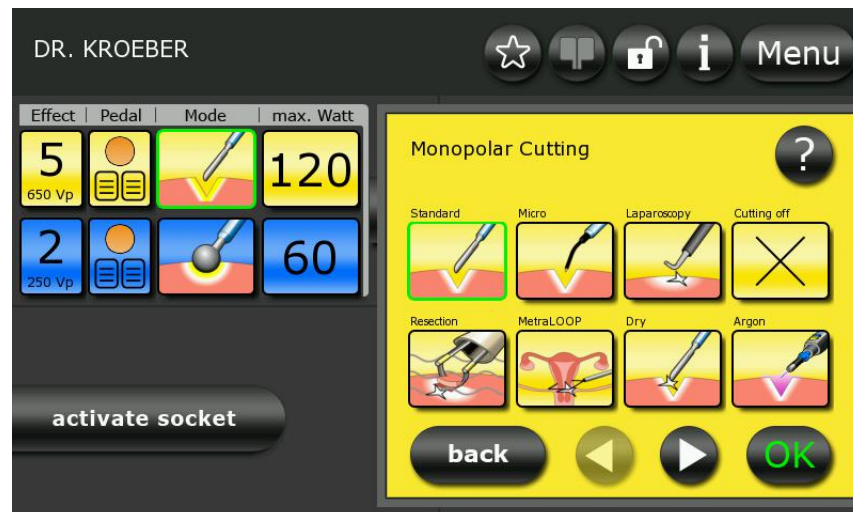 DR. KROEBER
i
Menu
Effect | Pedal | Mode | max. Watt
5
650 Vp
120
2
250 Vp
60
activate socket
Monopolar Cutting
?
Standard
Micro
Laparoscopy
Cutting off
Resection
MetraLOOP
Dry
Argon
back
OK